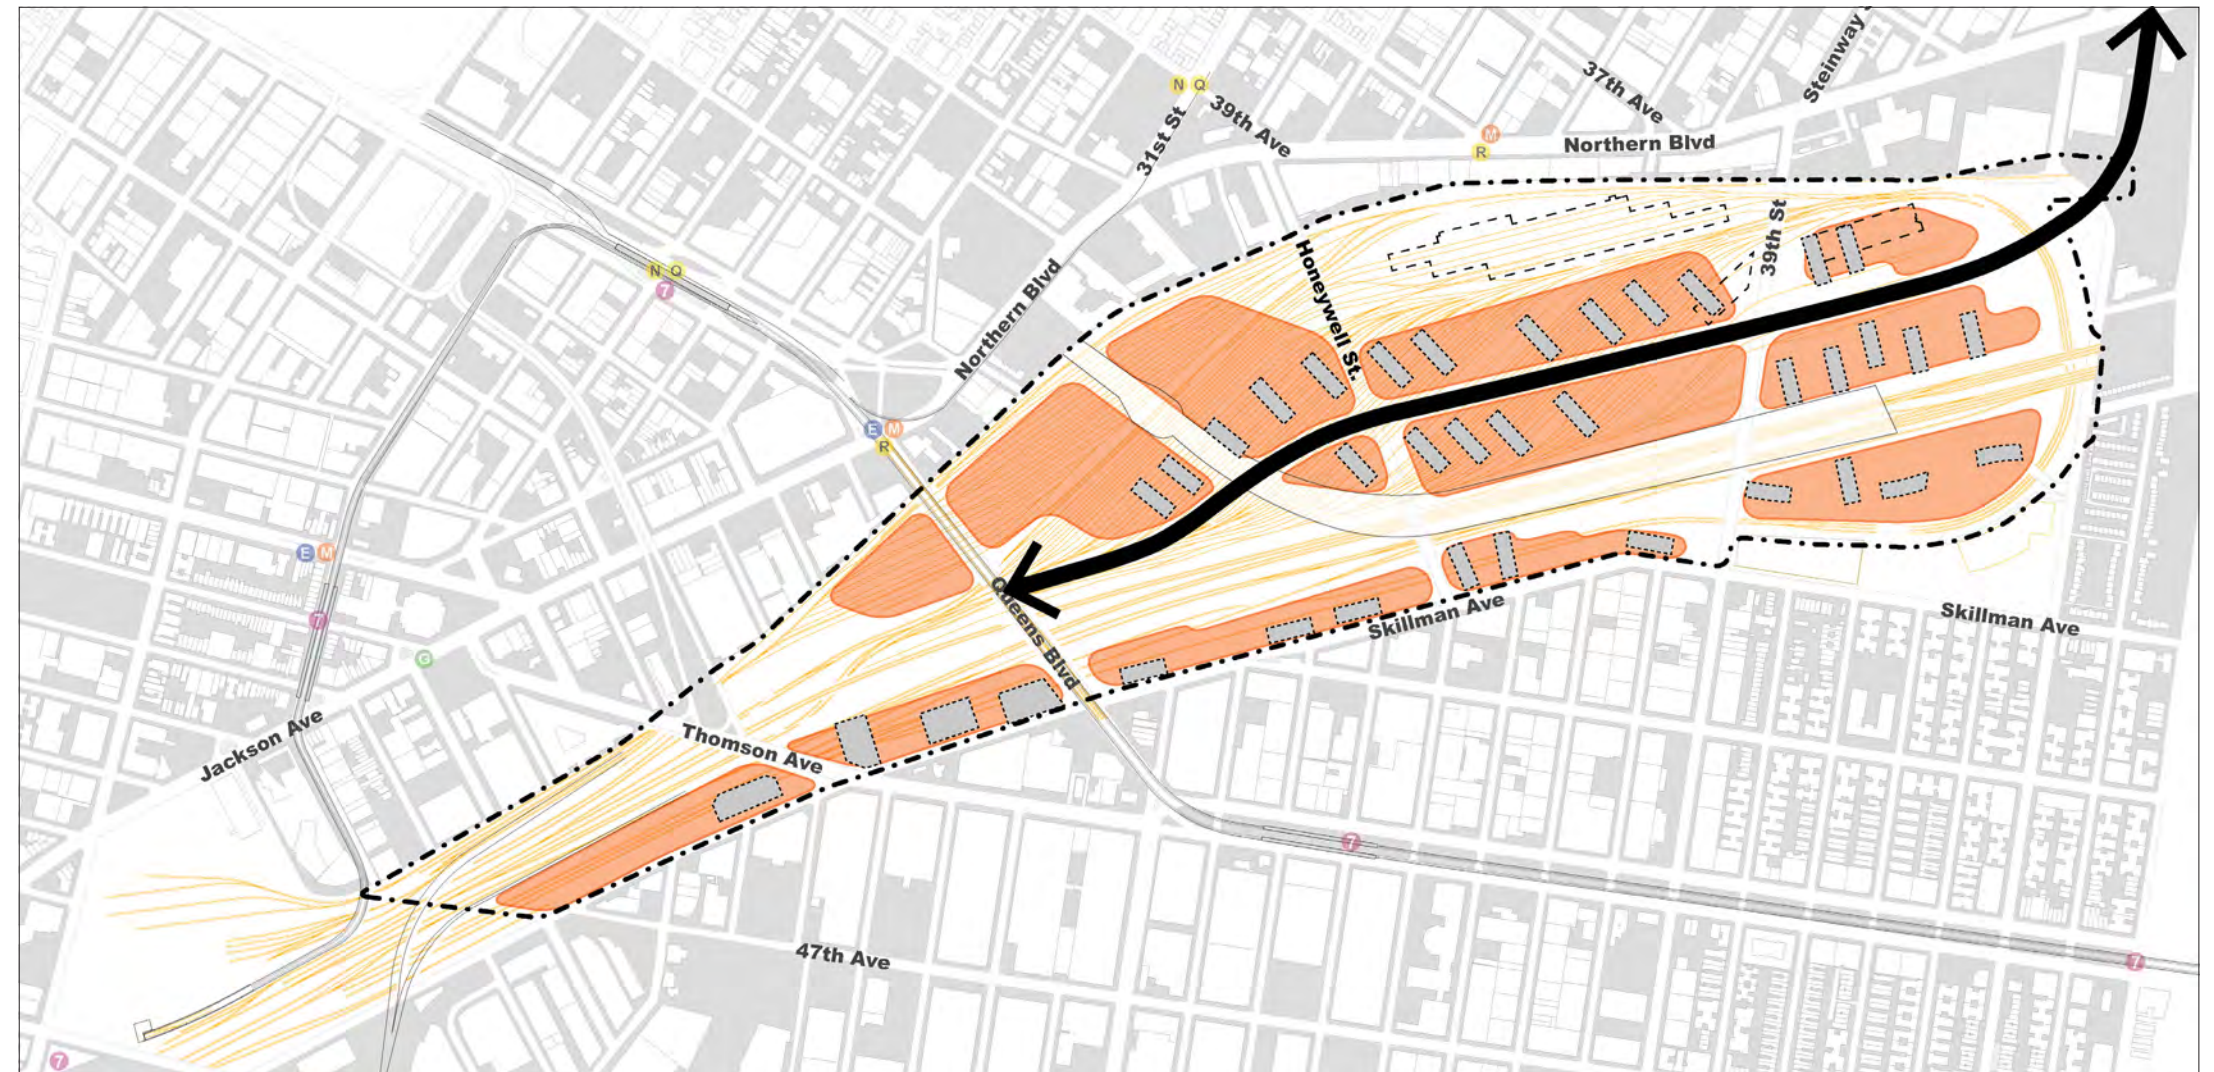 Steinway
37th Ave
N Q
39th Ave
31st St
M
R
Northern Blvd
39th St
Honeywell St.
N Q
7
Northern Blvd
E M
R
E M
7
G
Queens Blvd
Skillman Ave
Skillman Ave
Jackson Ave
Thomson Ave
7
47th Ave
7
7